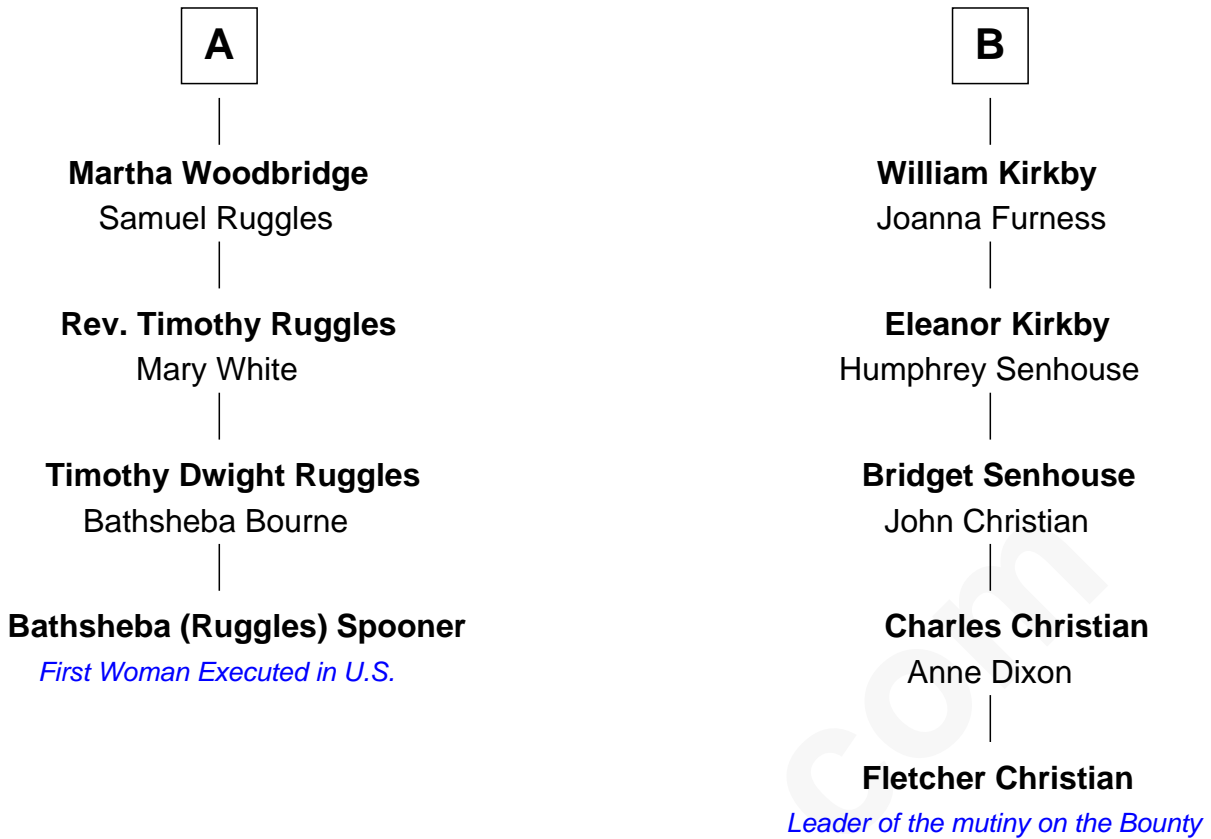 A
Martha Woodbridge
Samuel Ruggles
Rev. Timothy Ruggles
Mary White
Timothy Dwight Ruggles
Bathsheba Bourne
Bathsheba (Ruggles) Spooner
First Woman Executed in U.S.
B
William Kirkby
Joanna Furness
Eleanor Kirkby
Humphrey Senhouse
Bridget Senhouse
John Christian
Charles Christian
Anne Dixon
Fletcher Christian
Leader of the mutiny on the Bounty
com